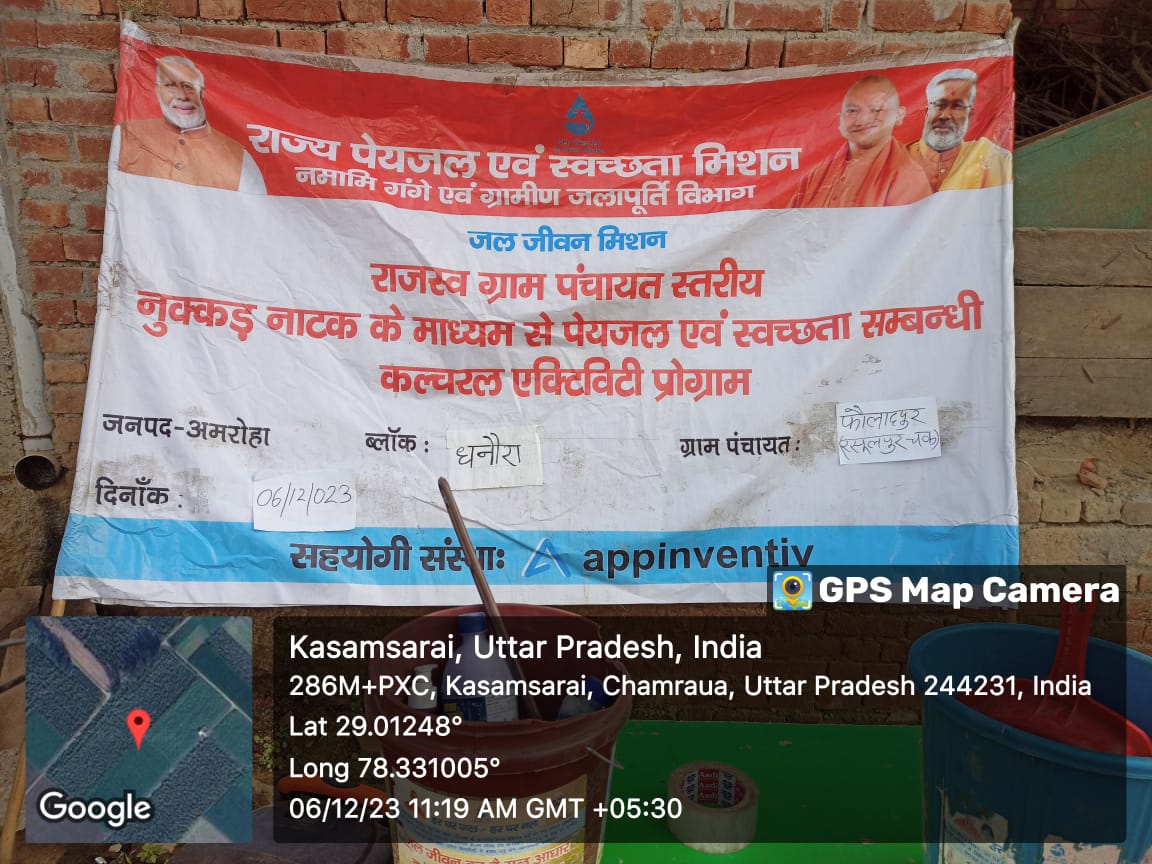 राज्य पेयजल एवं स्वच्छता मिशन
नमामि गंगे एवं ग्रामीण जलापूर्ति विभाग
जल जीवन मिशन
राजस्व ग्राम पंचायत स्तरीय
नुक्कड़ नाटक के माध्यम से पेयजल एवं स्वच्छता सम्बन्धी
कल्चरल एक्टिविटी प्रोग्राम
जनपद-अमरोहा ब्लॉक : धनौरा ग्राम पंचायत : फौलादपुर
(रसूलपुर चक)
दिनाँक : 06/12/023
सहयोगी संस्था: appinventiv
GPS Map Camera
Kasamsarai, Uttar Pradesh, India
286M+PXC, Kasamsarai, Chamraua, Uttar Pradesh 244231, India
Lat 29.01248°
Long 78.331005°
06/12/23 11:19 AM GMT +05:30
Google
Aadi
Aadi